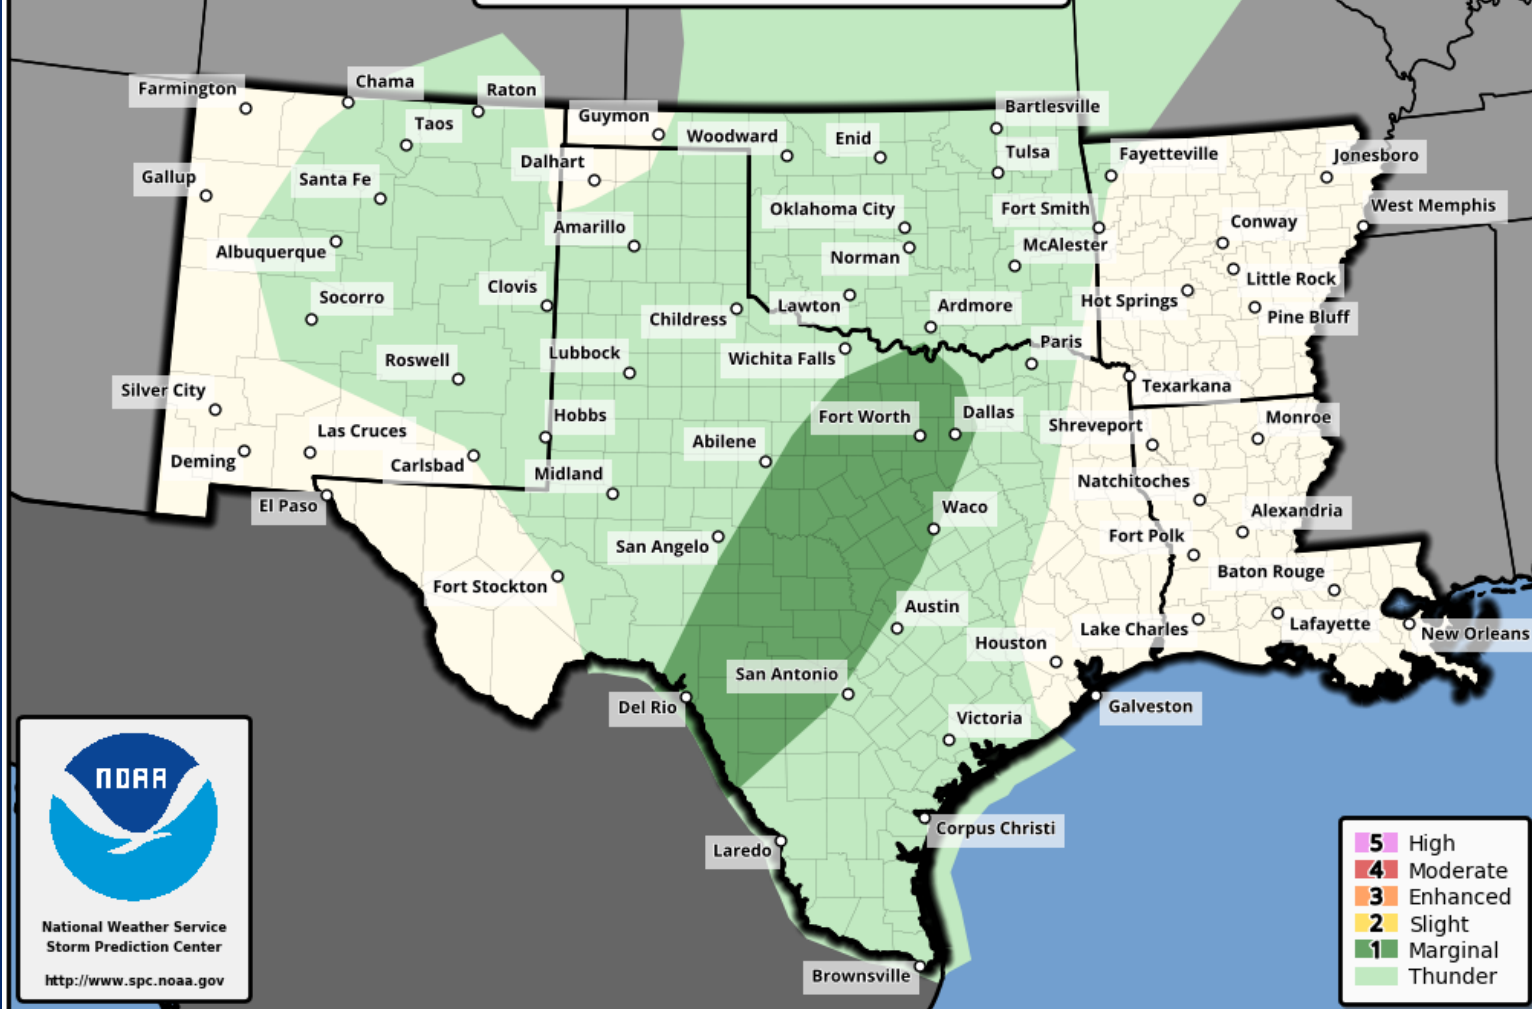 Farmington
Chama
Raton
Guymon
Taos
Woodward
Enid
Bartlesville
Tulsa
Fayetteville
Jonesboro
Dalhart
Gallup
Santa Fe
Oklahoma City
Fort Smith
West Memphis
Conway
Amarillo
Albuquerque
Norman
McAlester
Little Rock
Clovis
Socorro
Childress
Lawton
Ardmore
Hot Springs
Pine Bluff
Roswell
Lubbock
Wichita Falls
Paris
Silver City
Texarkana
Hobbs
Fort Worth
Dallas
Shreveport
Monroe
Las Cruces
Abilene
Deming
Carlsbad
Midland
Natchitoches
El Paso
Waco
Alexandria
San Angelo
Fort Polk
Fort Stockton
Baton Rouge
Austin
Lake Charles
Lafayette
New Orleans
Houston
San Antonio
Del Rio
Victoria
Galveston
Corpus Christi
Laredo
Brownsville
NOAA
National Weather Service
Storm Prediction Center
http://www.spc.noaa.gov
5 High
4 Moderate
3 Enhanced
2 Slight
1 Marginal
Thunder